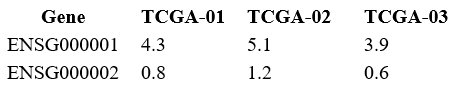 Gene TCGA-01 TCGA-02 TCGA-03
ENSG000001 4.3 5.1 3.9
ENSG000002 0.8 1.2 0.6